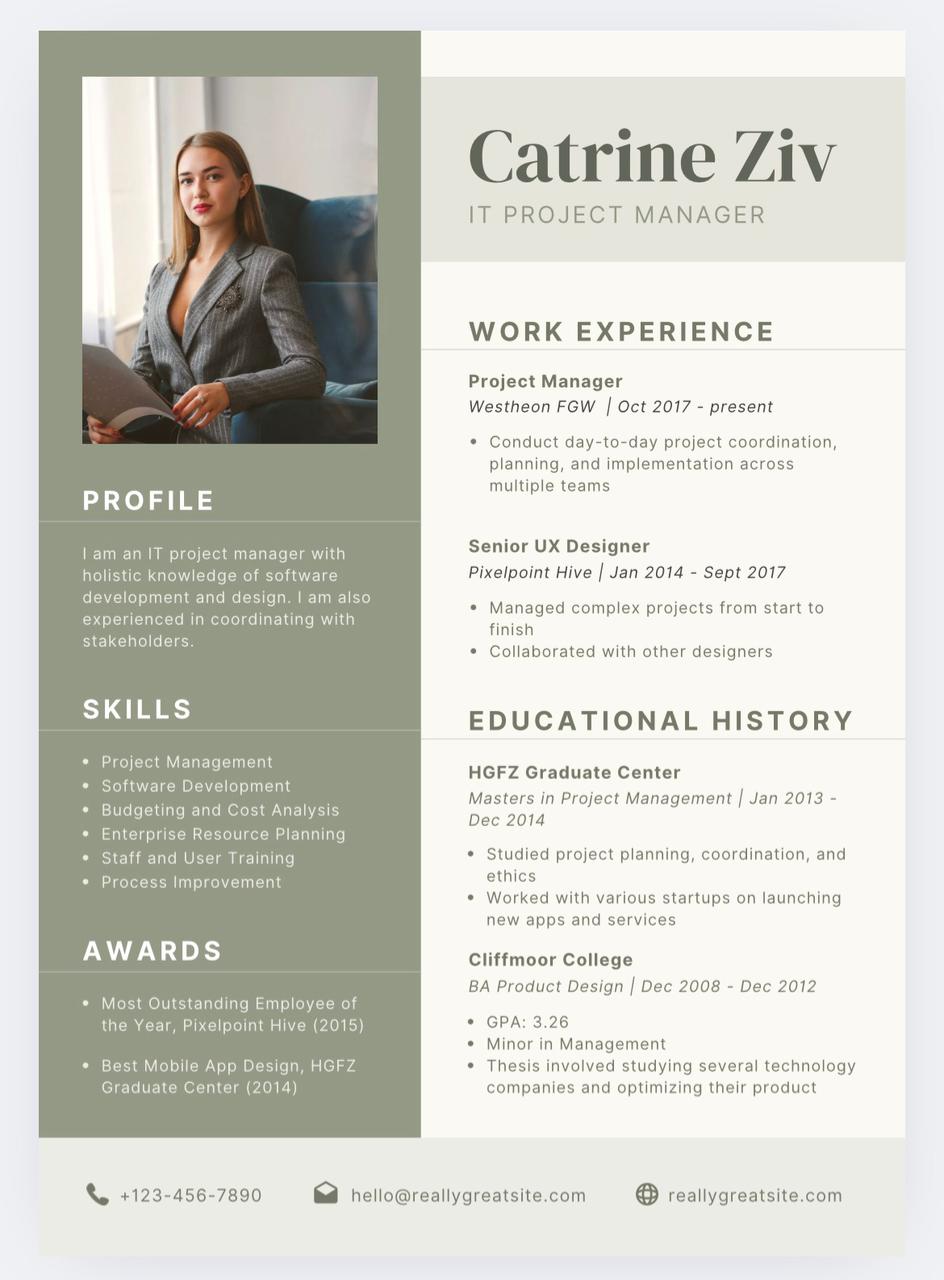 Catrine Ziv
IT PROJECT MANAGER
PROFILE
I am an IT project manager with
holistic knowledge of software
development and design. I am also
experienced in coordinating with
stakeholders.
SKILLS
• Project Management
• Software Development
• Budgeting and Cost Analysis
• Enterprise Resource Planning
• Staff and User Training
• Process Improvement
AWARDS
• Most Outstanding Employee of
the Year, Pixelpoint Hive (2015)
• Best Mobile App Design, HGFZ
Graduate Center (2014)
WORK EXPERIENCE
Project Manager
Westheon FGW | Oct 2017 - present
• Conduct day-to-day project coordination,
planning, and implementation across
multiple teams
Senior UX Designer
Pixelpoint Hive | Jan 2014 - Sept 2017
• Managed complex projects from start to
finish
• Collaborated with other designers
EDUCATIONAL HISTORY
HGFZ Graduate Center
Masters in Project Management | Jan 2013 -
Dec 2014
• Studied project planning, coordination, and
ethics
• Worked with various startups on launching
new apps and services
Cliffmoor College
BA Product Design | Dec 2008 - Dec 2012
• GPA: 3.26
• Minor in Management
• Thesis involved studying several technology
companies and optimizing their product
+123-456-7890
hello@reallygreatsite.com
reallygreatsite.com